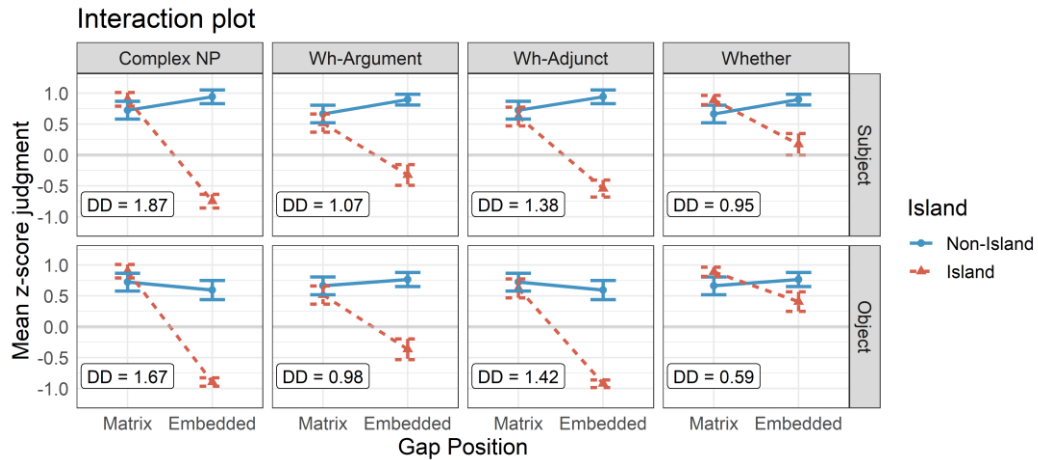 Interaction plot
Complex NP
Wh-Argument
Wh-Adjunct
Whether
Mean z-score judgment
1.0
0.5
0.0
-0.5
-1.0
DD = 1.87
DD = 1.07
DD = 1.38
DD = 0.95
Subject
1.0
0.5
0.0
-0.5
-1.0
DD = 1.67
DD = 0.98
DD = 1.42
DD = 0.59
Object
Matrix Embedded
Matrix Embedded
Matrix Embedded
Matrix Embedded
Gap Position
Island
Non-Island
Island